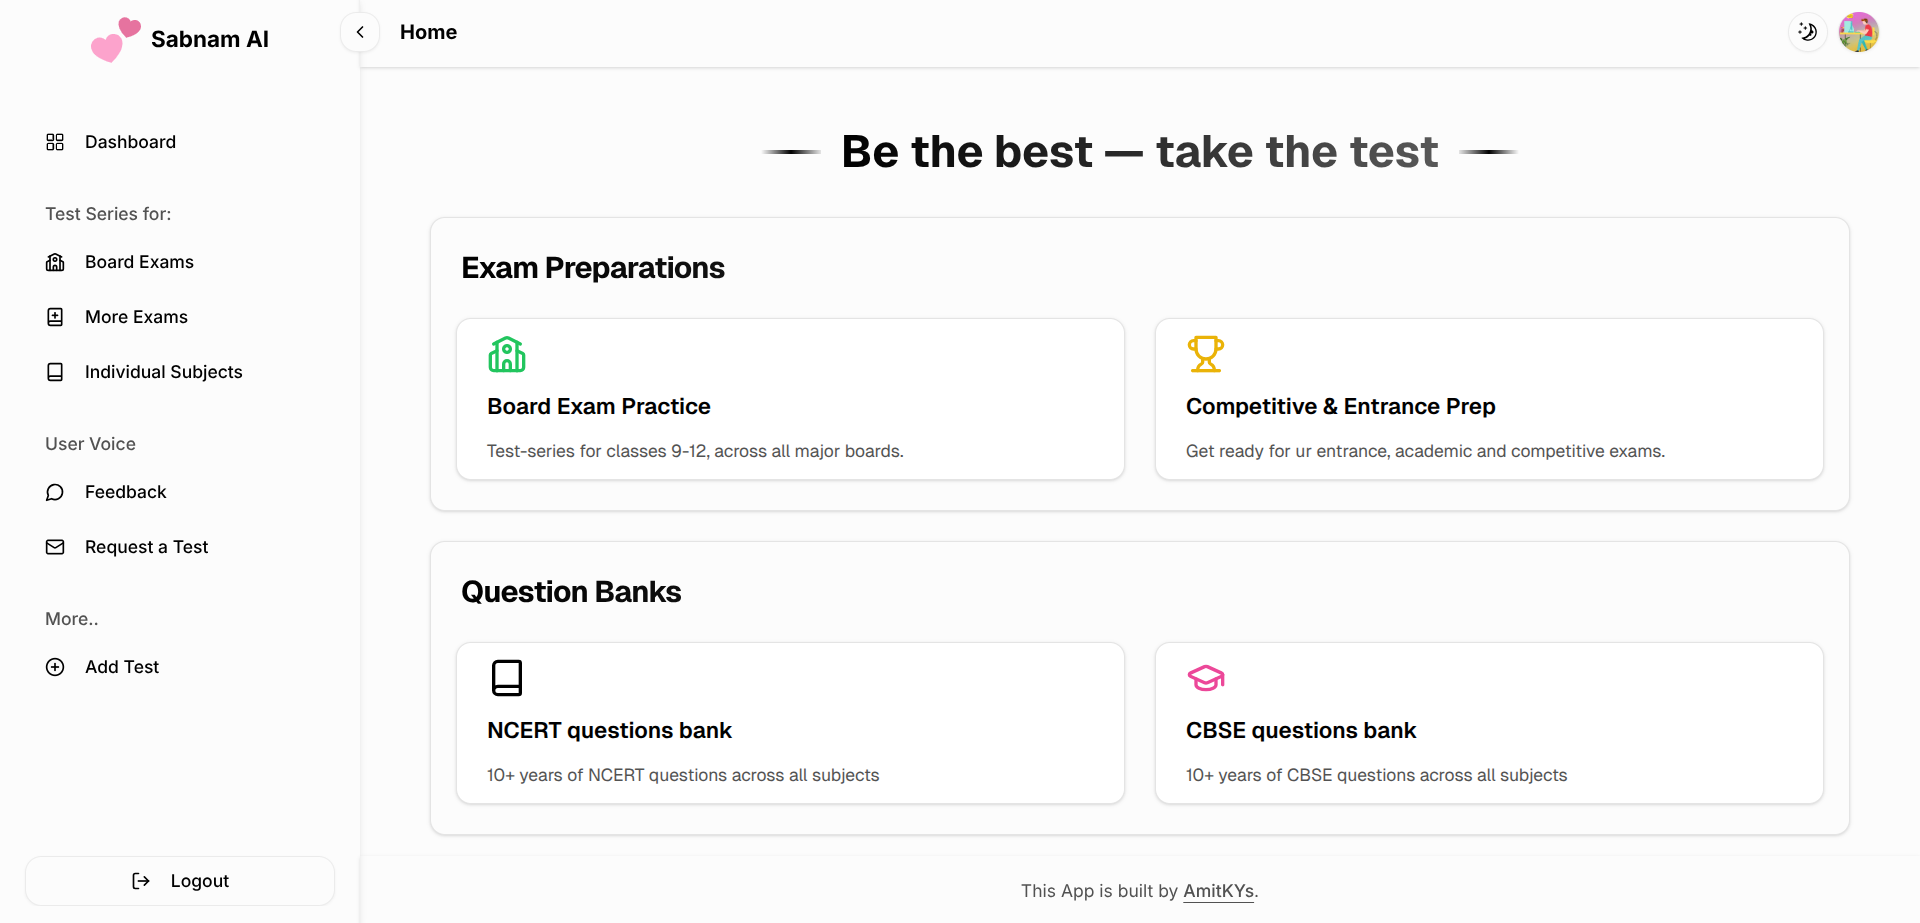 Sabnam AI
Home
Dashboard
Test Series for:
Board Exams
More Exams
Individual Subjects
User Voice
Feedback
Request a Test
More..
Add Test
Logout
Be the best — take the test
Exam Preparations
Board Exam Practice
Test-series for classes 9-12, across all major boards.
Competitive & Entrance Prep
Get ready for ur entrance, academic and competitive exams.
Question Banks
NCERT questions bank
10+ years of NCERT questions across all subjects
CBSE questions bank
10+ years of CBSE questions across all subjects
This App is built by AmitKYs.